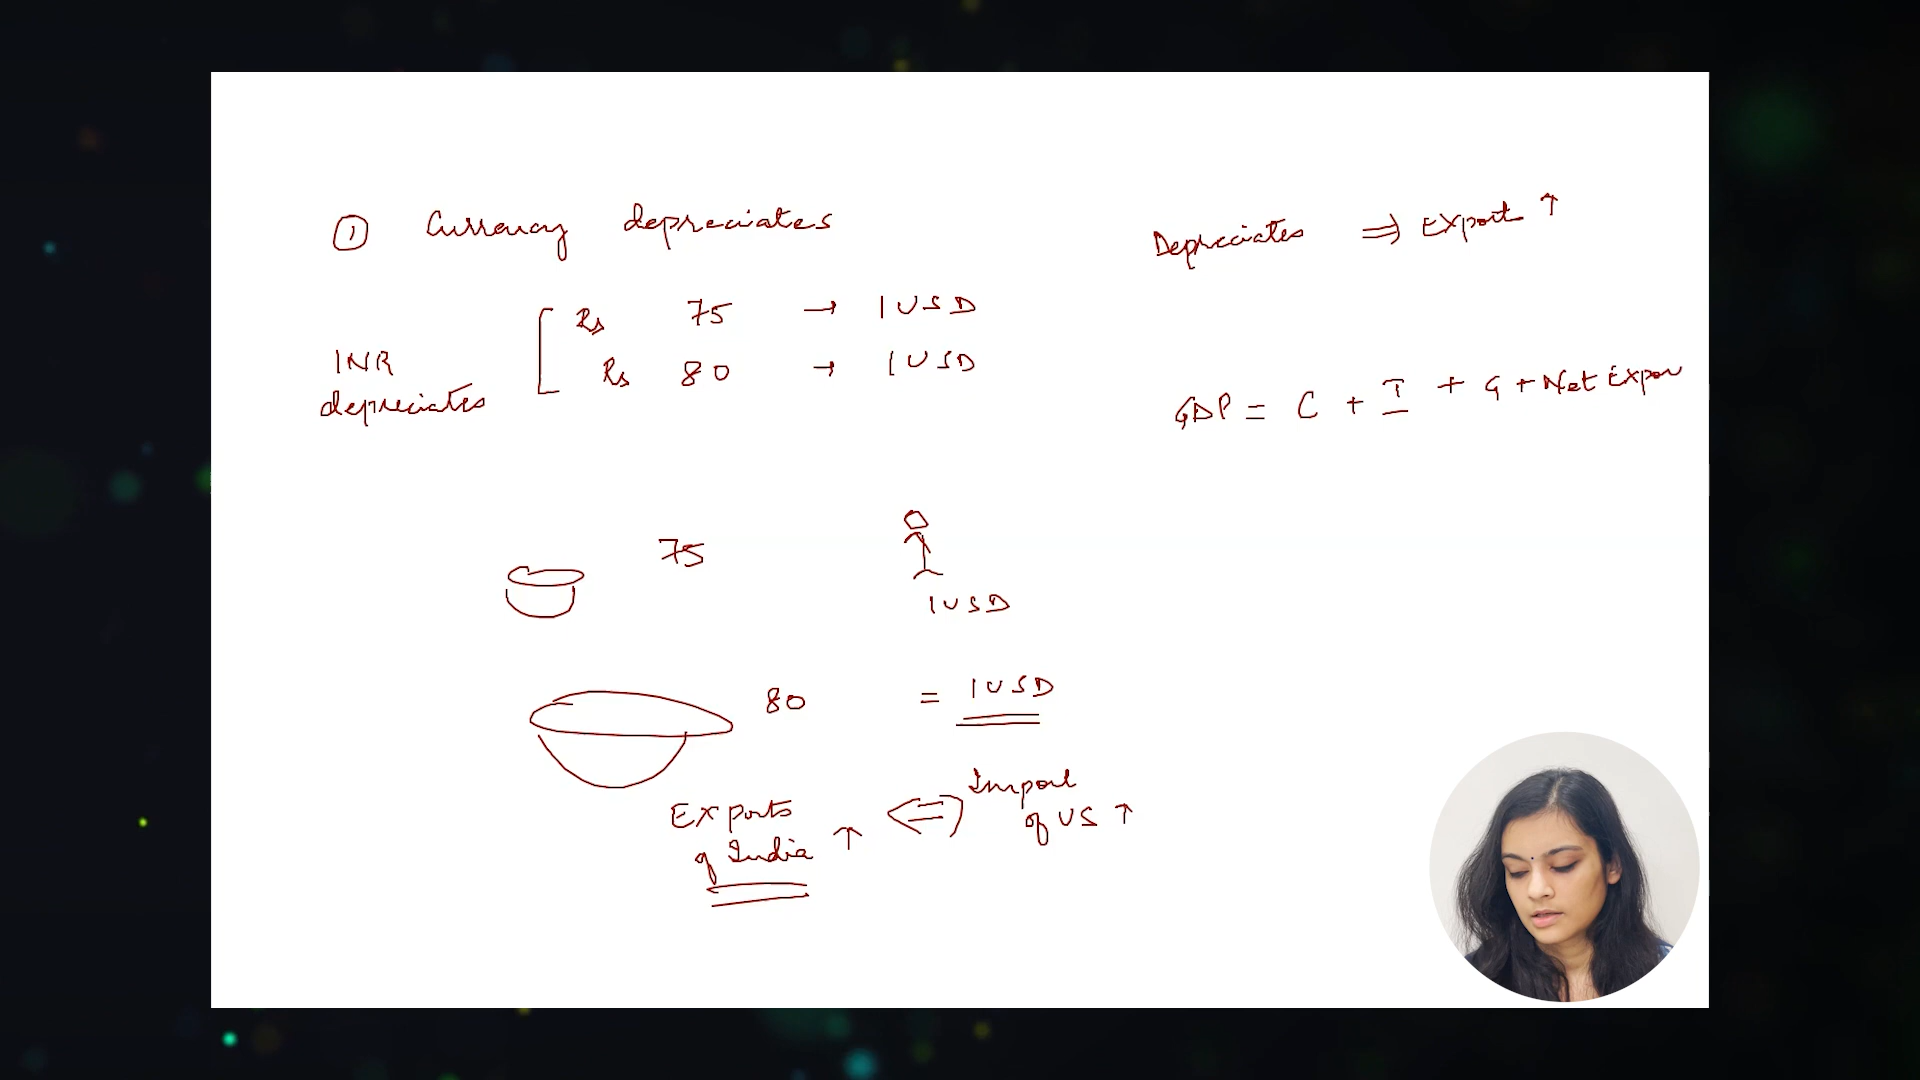 ① Currency depreciates
INR depreciates
Rs 75 → 1 USD
Rs 80 → 1 USD
75
1 USD
80 = 1 USD
Exports
of India ↑ ⇔ Import
of US ↑
Depreciates ⇒ Export ↑
GDP = C + I + G + Net Expor